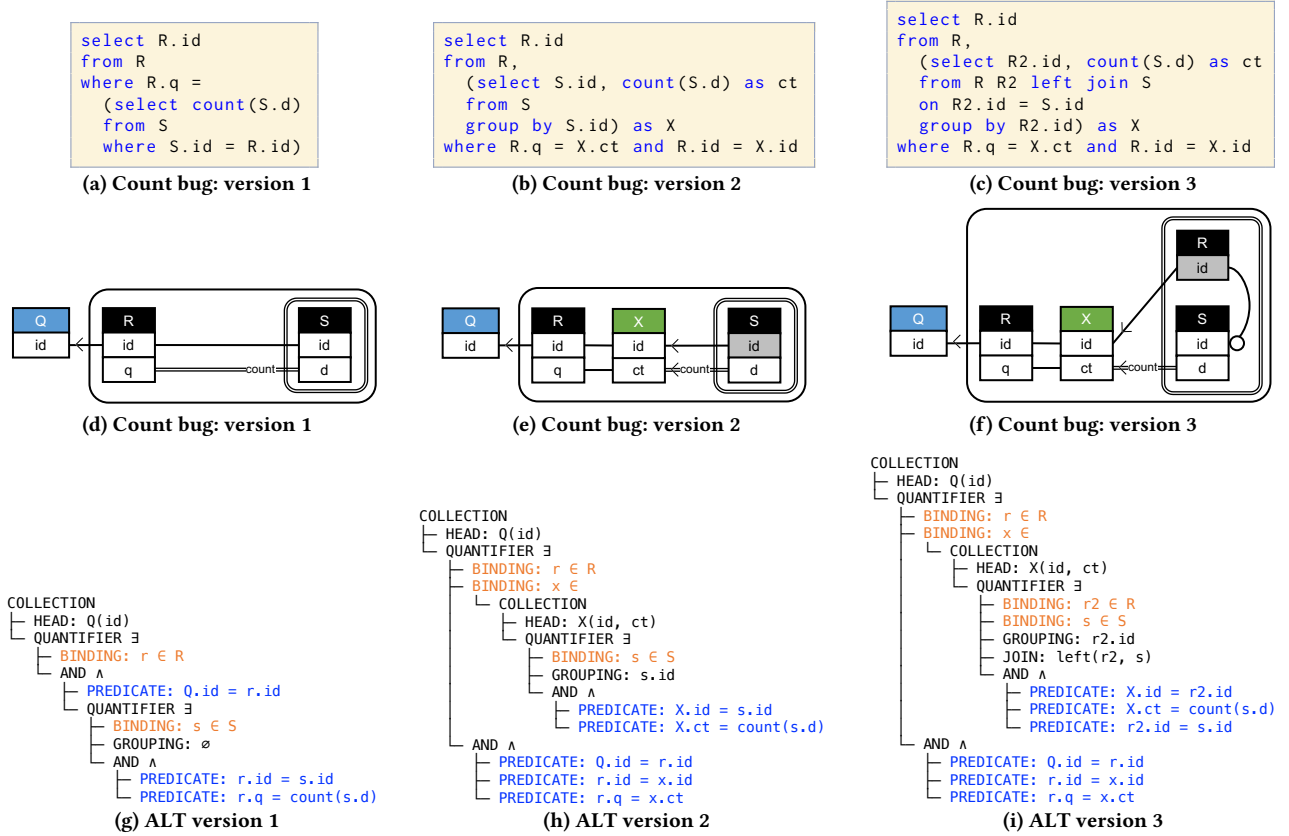 select R.id
from R
where R.q =
  (select count(S.d)
  from S
  where S.id = R.id)
(a) Count bug: version 1
select R.id
from R,
  (select S.id, count(S.d) as ct
  from S
  group by S.id) as X
where R.q = X.ct and R.id = X.id
(b) Count bug: version 2
select R.id
from R,
  (select R2.id, count(S.d) as ct
  from R R2 left join S
  on R2.id = S.id
  group by R2.id) as X
where R.q = X.ct and R.id = X.id
(c) Count bug: version 3
Q
id
R
id
q
count
S
id
d
(d) Count bug: version 1
Q
id
R
id
q
X
id
ct
count
S
id
d
(e) Count bug: version 2
Q
id
R
id
q
X
id
ct
count
R
id
S
id
d
(f) Count bug: version 3
COLLECTION
├─ HEAD: Q(id)
└─ QUANTIFIER ∃
   ├─ BINDING: r ∈ R
   └─ AND ∧
      ├─ PREDICATE: Q.id = r.id
      └─ QUANTIFIER ∃
         ├─ BINDING: s ∈ S
         ├─ GROUPING: ∅
         └─ AND ∧
            ├─ PREDICATE: r.id = s.id
            └─ PREDICATE: r.q = count(s.d)
(g) ALT version 1
COLLECTION
├─ HEAD: Q(id)
└─ QUANTIFIER ∃
   ├─ BINDING: r ∈ R
   ├─ BINDING: x ∈
   │  └─ COLLECTION
   │     ├─ HEAD: X(id, ct)
   │     └─ QUANTIFIER ∃
   │        ├─ BINDING: s ∈ S
   │        ├─ GROUPING: s.id
   │        └─ AND ∧
   │           ├─ PREDICATE: X.id = s.id
   │           └─ PREDICATE: X.ct = count(s.d)
   └─ AND ∧
      ├─ PREDICATE: Q.id = r.id
      ├─ PREDICATE: r.id = x.id
      └─ PREDICATE: r.q = x.ct
(h) ALT version 2
COLLECTION
├─ HEAD: Q(id)
└─ QUANTIFIER ∃
   ├─ BINDING: r ∈ R
   ├─ BINDING: x ∈
   │  └─ COLLECTION
   │     ├─ HEAD: X(id, ct)
   │     └─ QUANTIFIER ∃
   │        ├─ BINDING: r2 ∈ R
   │        ├─ BINDING: s ∈ S
   │        ├─ GROUPING: r2.id
   │        ├─ JOIN: left(r2, s)
   │        └─ AND ∧
   │           ├─ PREDICATE: X.id = r2.id
   │           ├─ PREDICATE: X.ct = count(s.d)
   │           └─ PREDICATE: r2.id = s.id
   └─ AND ∧
      ├─ PREDICATE: Q.id = r.id
      ├─ PREDICATE: r.id = x.id
      └─ PREDICATE: r.q = x.ct
(i) ALT version 3